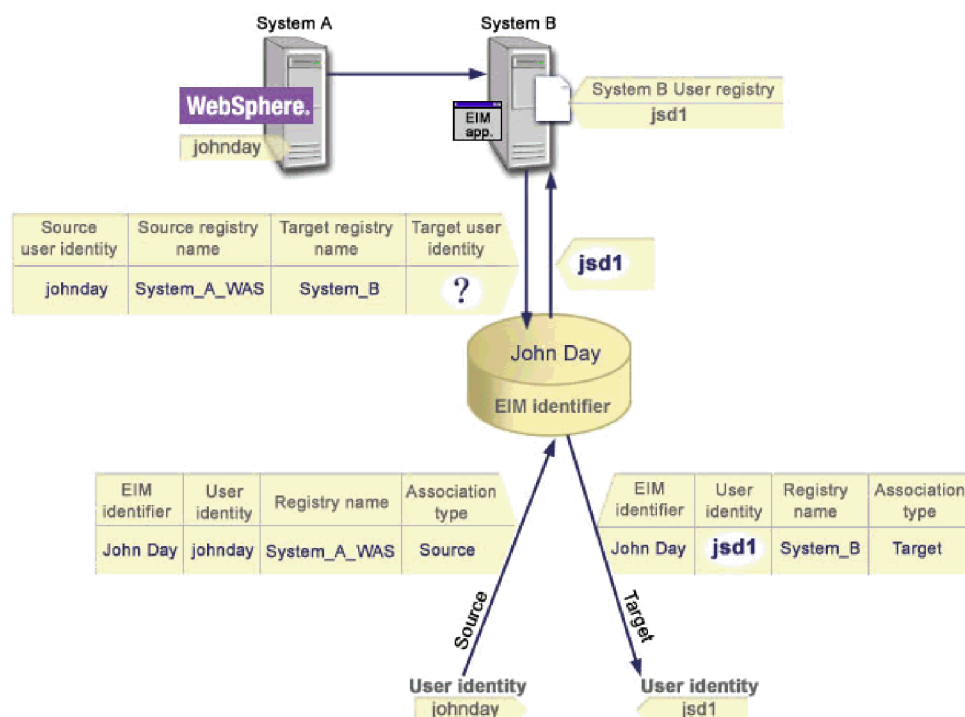 System A
System B
WebSphere.
johnday
EIM
app.
System B User registry
jsd1
Source
user identity
Source registry
name
Target registry
name
Target user
identity
johnday
System_A_WAS
System_B
?
jsd1
John Day
EIM identifier
EIM
identifier
User
identity
Registry name
Association
type
John Day
johnday
System_A_WAS
Source
EIM
identifier
User
identity
Registry
name
Association
type
John Day
jsd1
System_B
Target
Source
Target
User identity
johnday
User identity
jsd1